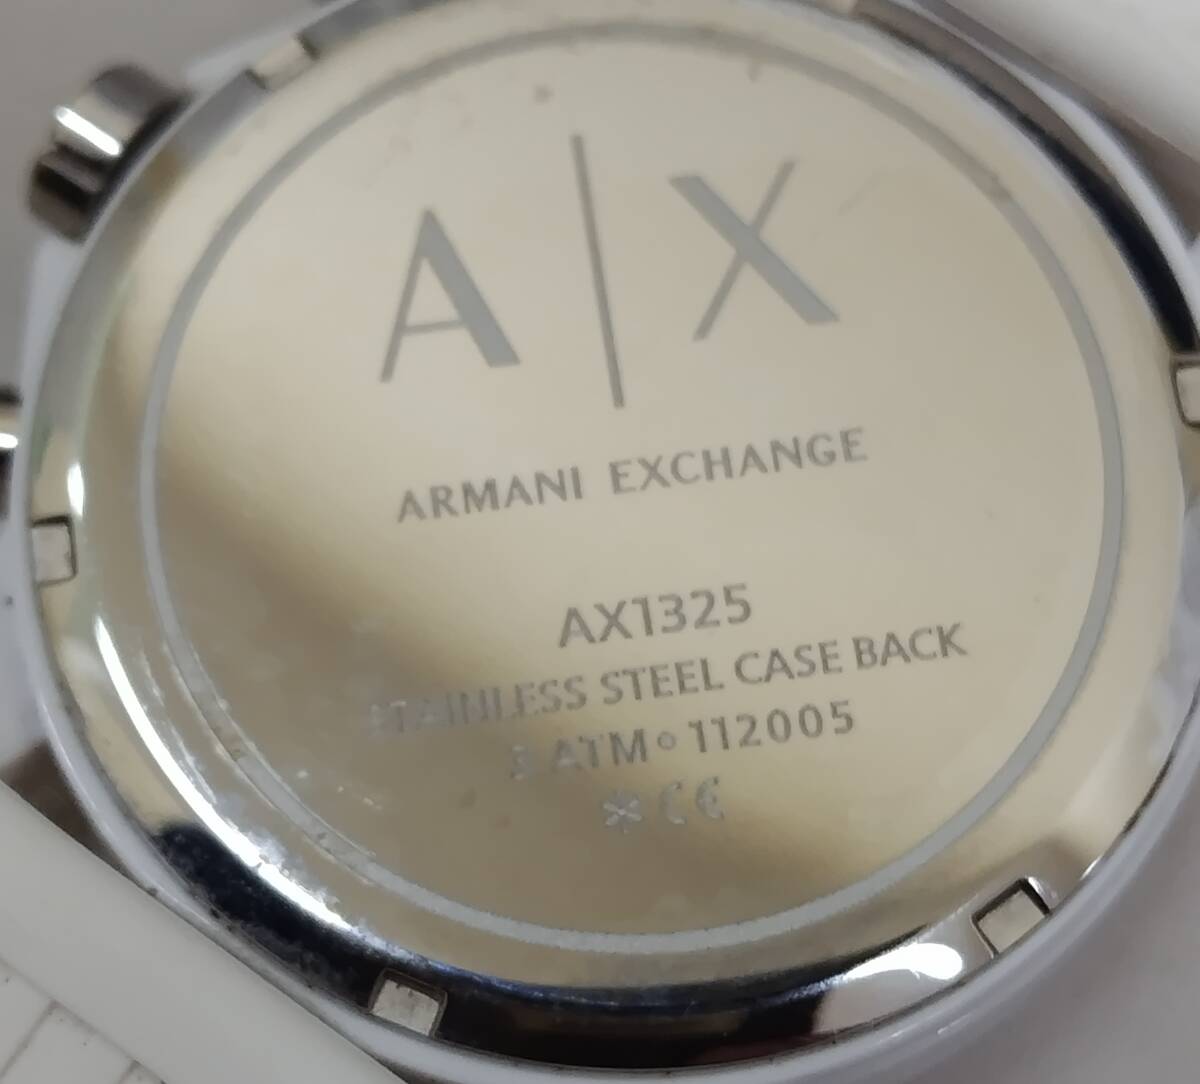 A|X
ARMANI EXCHANGE
AX1325
STAINLESS STEEL CASE BACK
ATM 112005
CE